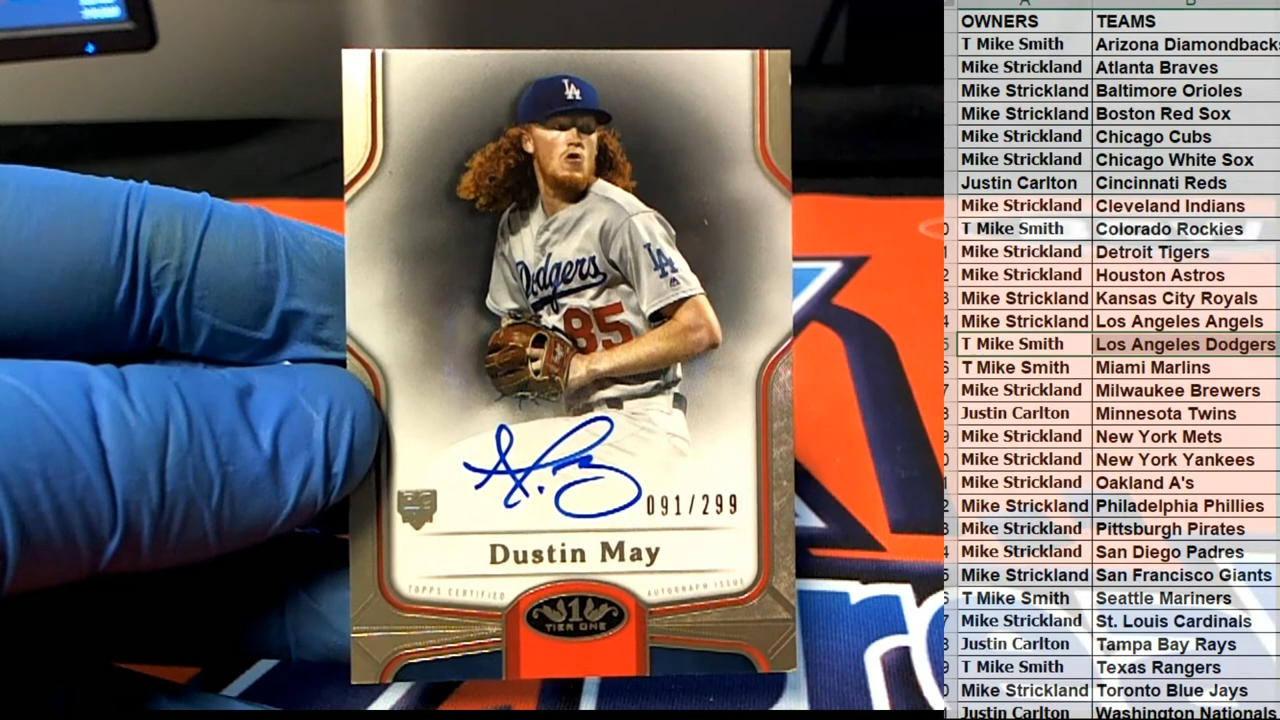 LA
Dodgers
LA
85
091/299
RC
Dustin May
TOPPS CERTIFIED AUTOGRAPH ISSUE
1
TIER ONE
A B
OWNERS TEAMS
T Mike Smith Arizona Diamondbacks
Mike Strickland Atlanta Braves
Mike Strickland Baltimore Orioles
Mike Strickland Boston Red Sox
Mike Strickland Chicago Cubs
Mike Strickland Chicago White Sox
Justin Carlton Cincinnati Reds
Mike Strickland Cleveland Indians
T Mike Smith Colorado Rockies
Mike Strickland Detroit Tigers
Mike Strickland Houston Astros
Mike Strickland Kansas City Royals
Mike Strickland Los Angeles Angels
T Mike Smith Los Angeles Dodgers
T Mike Smith Miami Marlins
Mike Strickland Milwaukee Brewers
Justin Carlton Minnesota Twins
Mike Strickland New York Mets
Mike Strickland New York Yankees
Mike Strickland Oakland A's
Mike Strickland Philadelphia Phillies
Mike Strickland Pittsburgh Pirates
Mike Strickland San Diego Padres
Mike Strickland San Francisco Giants
T Mike Smith Seattle Mariners
Mike Strickland St. Louis Cardinals
Justin Carlton Tampa Bay Rays
T Mike Smith Texas Rangers
Mike Strickland Toronto Blue Jays
Justin Carlton Washington Nationals